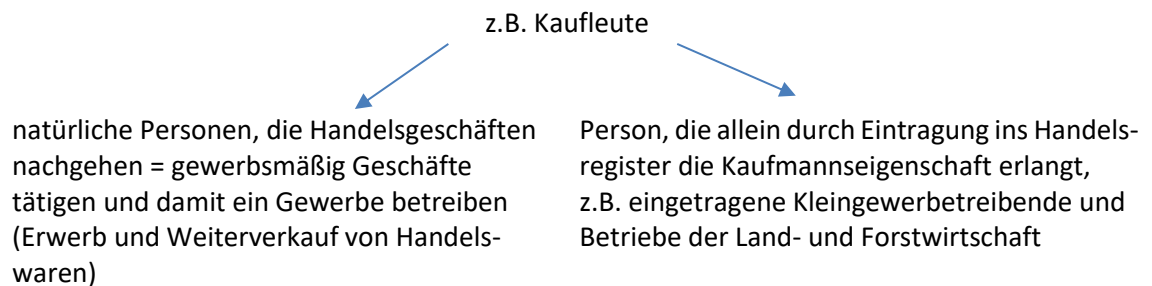 z.B. Kaufleute
natürliche Personen, die Handelsgeschäften
nachgehen = gewerbsmäßig Geschäfte
tätigen und damit ein Gewerbe betreiben
(Erwerb und Weiterverkauf von Handels-
waren)
Person, die allein durch Eintragung ins Handels-
register die Kaufmannseigenschaft erlangt,
z.B. eingetragene Kleingewerbetreibende und
Betriebe der Land- und Forstwirtschaft